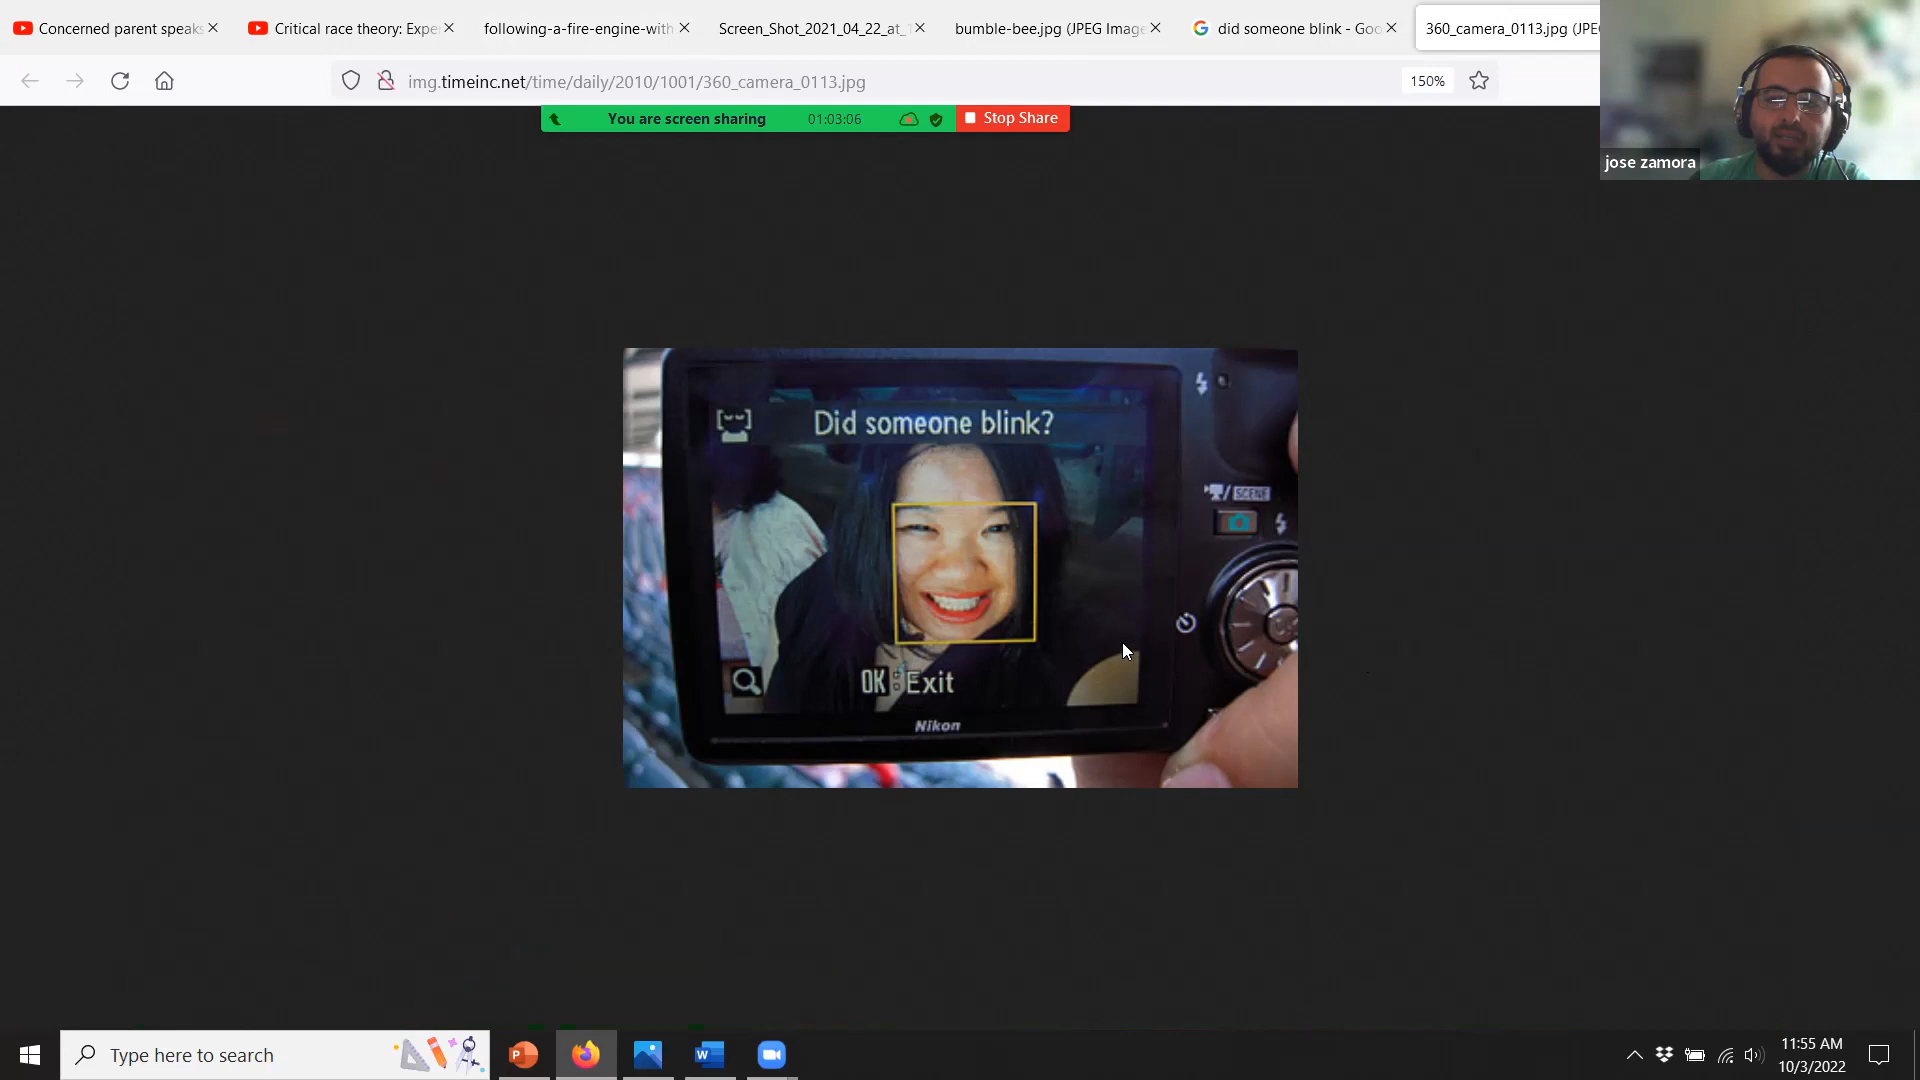 Concerned parent speaks
Critical race theory: Expe
following-a-fire-engine-with
Screen_Shot_2021_04_22_at_1
bumble-bee.jpg (JPEG Image
did someone blink - Goo
360_camera_0113.jpg (JPE
img.timeinc.net/time/daily/2010/1001/360_camera_0113.jpg
150%
You are screen sharing
01:03:06
Stop Share
jose zamora
Did someone blink?
SCENE
OK:Exit
Nikon
Type here to search
11:55 AM
10/3/2022